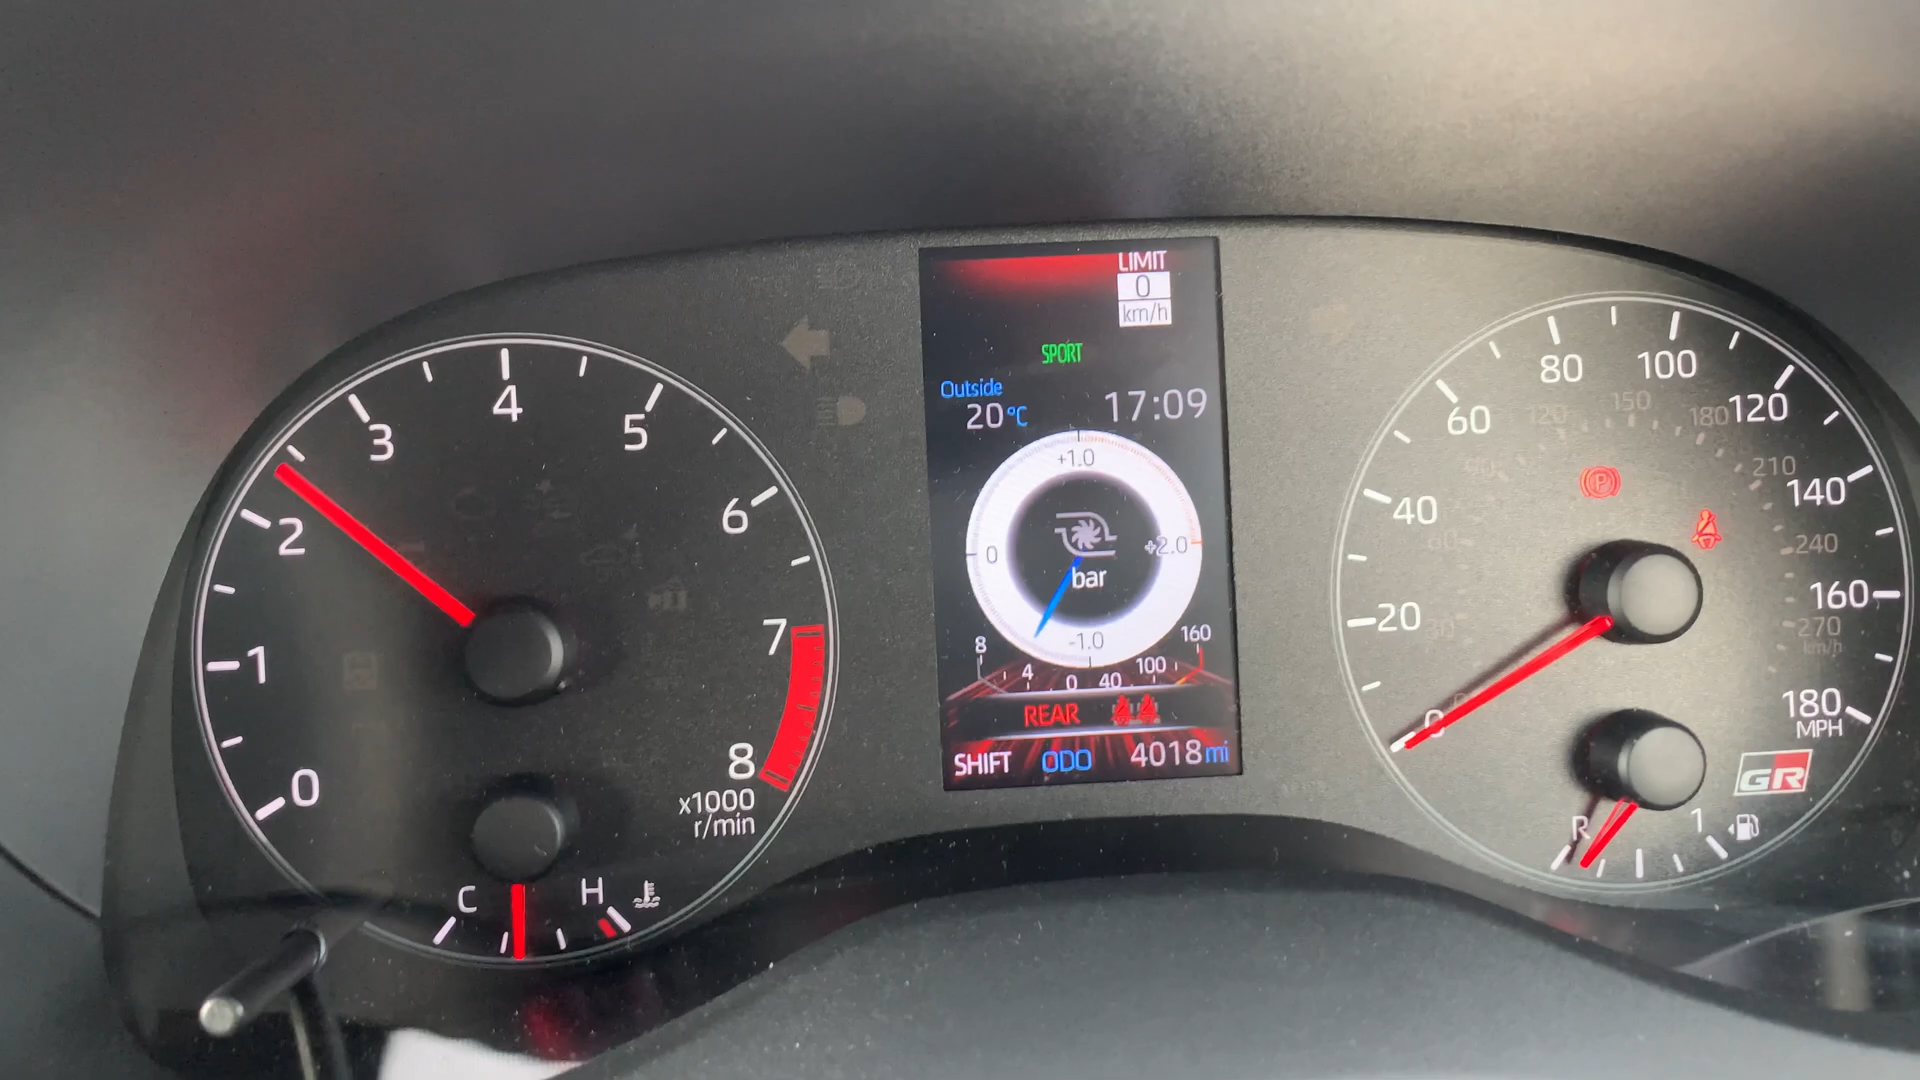 0
1
2
3
4
5
6
7
8
x1000
r/min
C
H
LIMIT
0
km/h
SPORT
Outside
20°C
17:09
+1.0
0
+2.0
bar
-1.0
8
4
0
40
100
160
REAR
SHIFT ODO 4018mi
0
20
40
60
80
100
120
140
160
180
MPH
120
150
180
210
240
270
km/h
P
GR
R
1